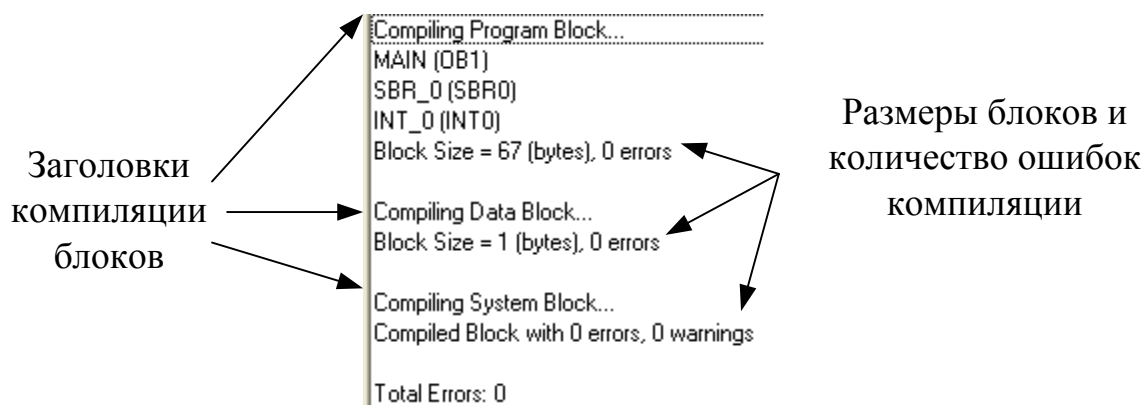 Заголовки
компиляции
блоков
Compiling Program Block...
MAIN (OB1)
SBR_0 (SBR0)
INT_0 (INT0)
Block Size = 67 (bytes), 0 errors
Compiling Data Block...
Block Size = 1 (bytes), 0 errors
Compiling System Block...
Compiled Block with 0 errors, 0 warnings
Total Errors: 0
Размеры блоков и
количество ошибок
компиляции